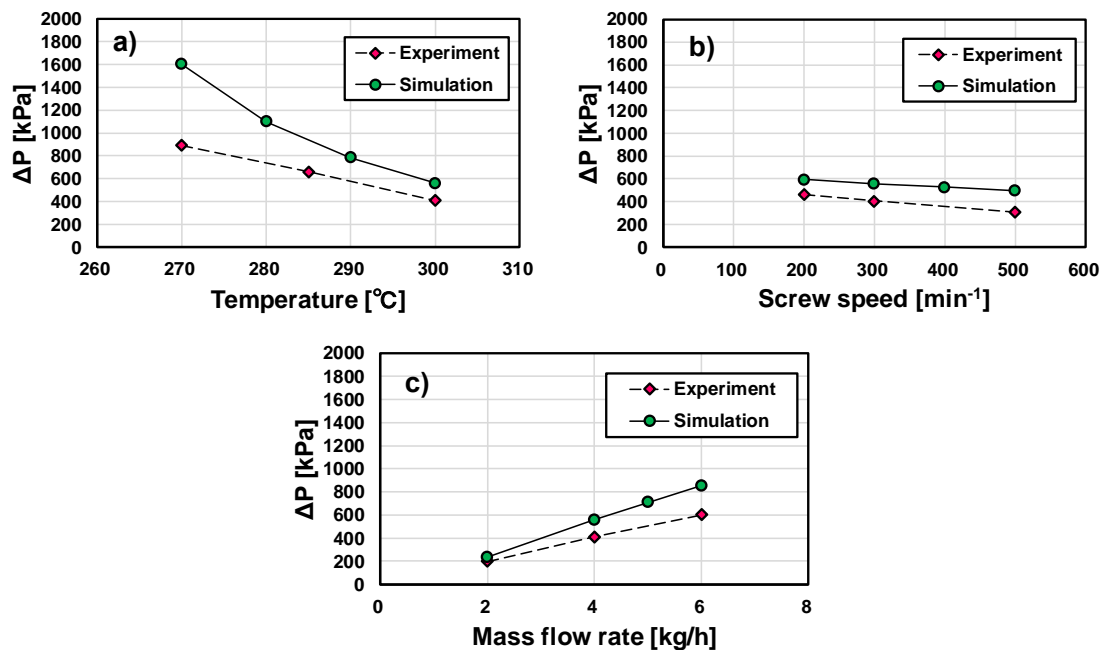 a)
Experiment
Simulation
2000
1800
1600
1400
1200
1000
800
600
400
200
0
ΔP [kPa]
260 270 280 290 300 310
Temperature [℃]
b)
Experiment
Simulation
2000
1800
1600
1400
1200
1000
800
600
400
200
0
ΔP [kPa]
0 100 200 300 400 500 600
Screw speed [min-1]
c)
Experiment
Simulation
2000
1800
1600
1400
1200
1000
800
600
400
200
0
ΔP [kPa]
0 2 4 6 8
Mass flow rate [kg/h]